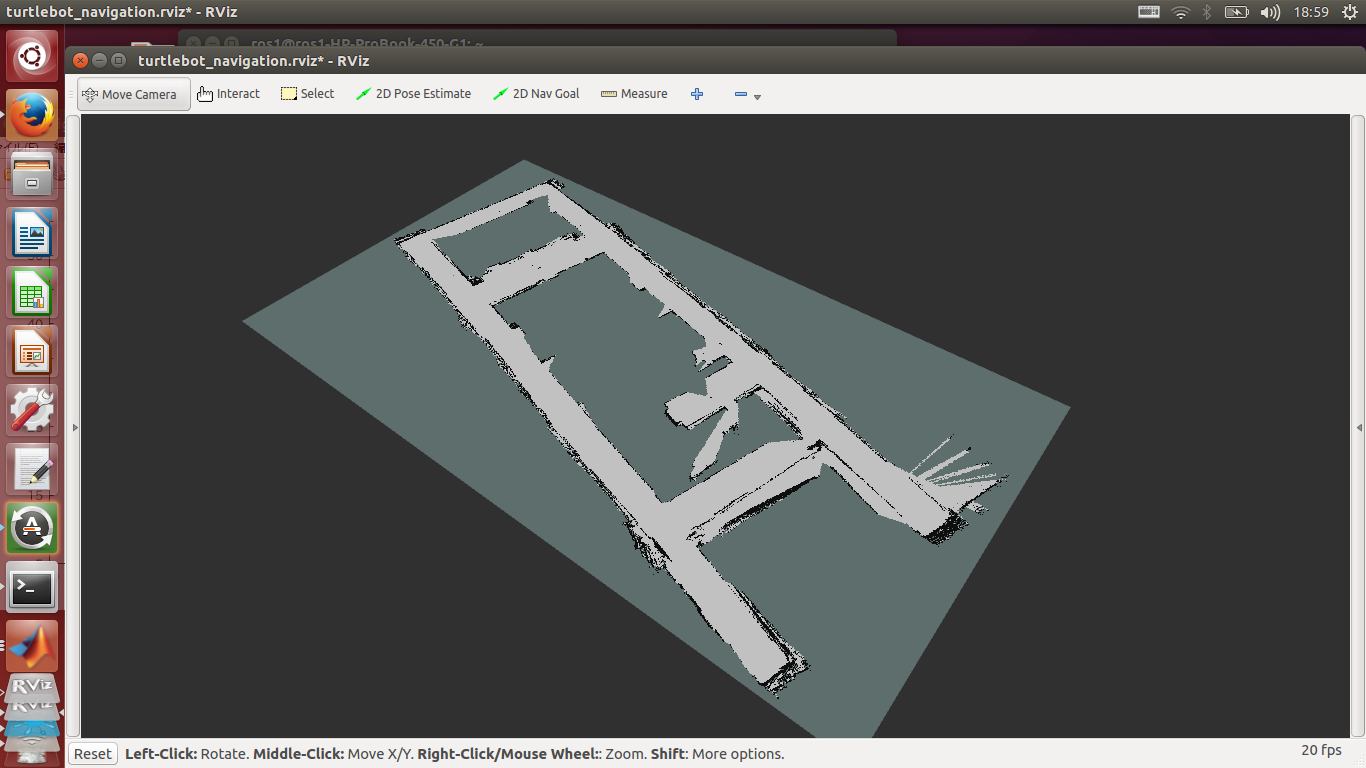 turtlebot_navigation.rviz* - RViz
18:59
ros1@ros1-HP-ProBook-450-G1: ~
turtlebot_navigation.rviz* - RViz
Move Camera Interact Select 2D Pose Estimate 2D Nav Goal Measure
40
15
RViz
RViz
Reset Left-Click: Rotate. Middle-Click: Move X/Y. Right-Click/Mouse Wheel:: Zoom. Shift: More options. 20 fps